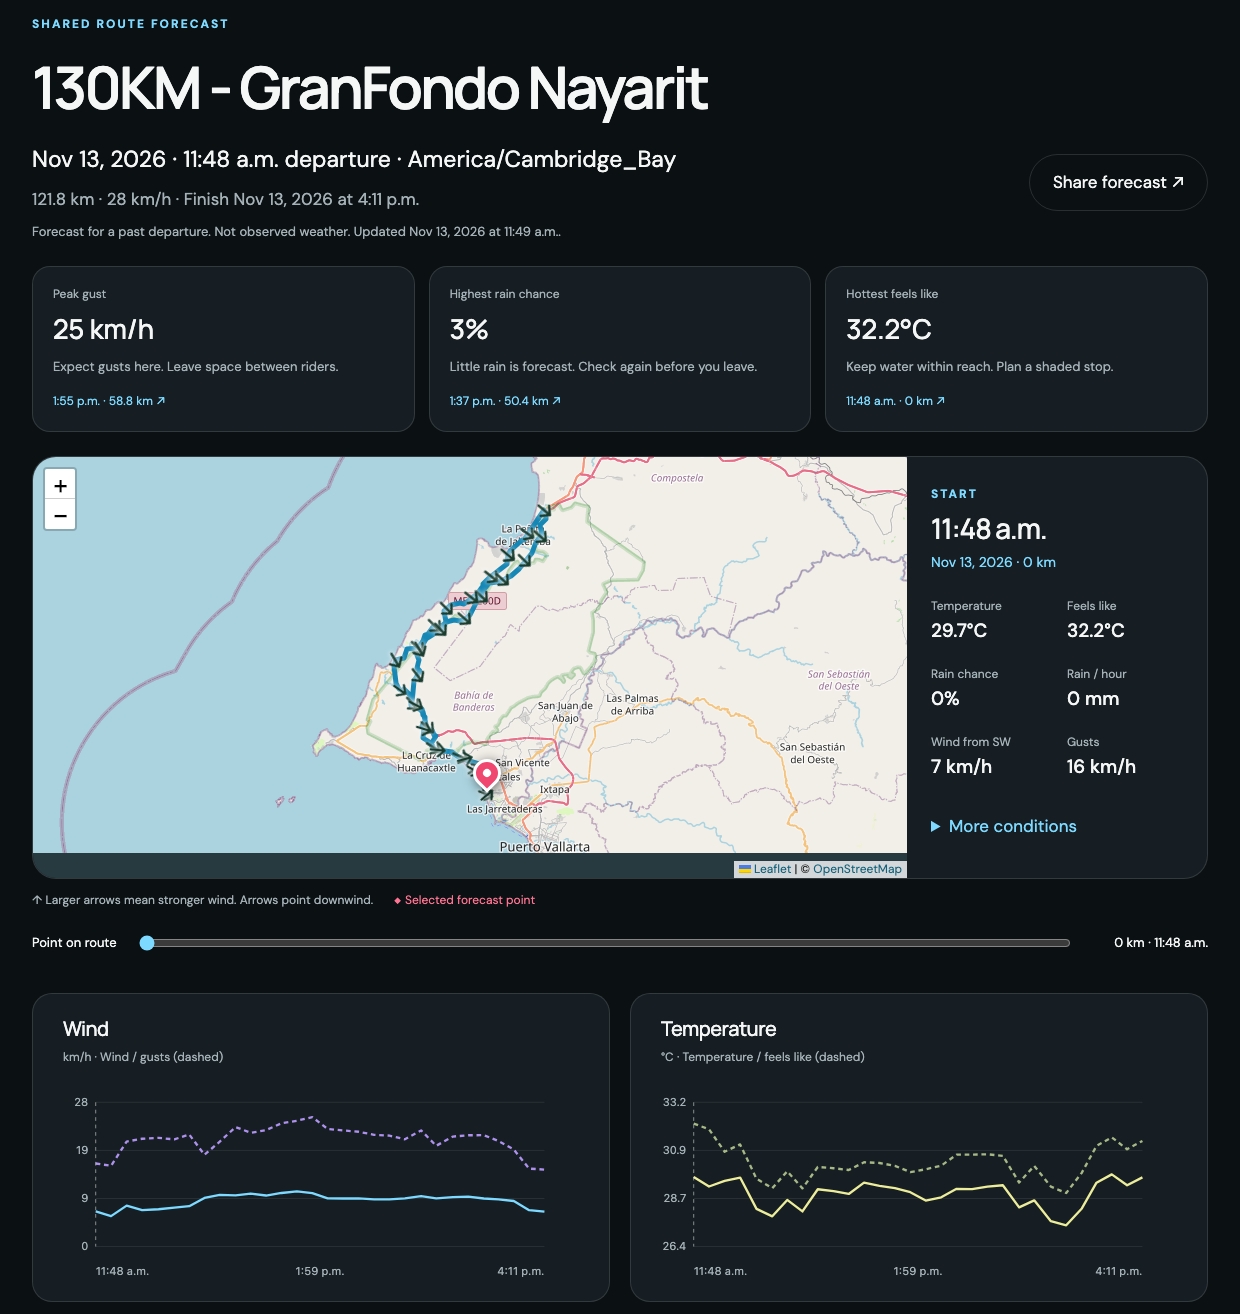 SHARED ROUTE FORECAST
130KM - GranFondo Nayarit
Nov 13, 2026 · 11:48 a.m. departure · America/Cambridge_Bay
121.8 km · 28 km/h · Finish Nov 13, 2026 at 4:11 p.m.
Forecast for a past departure. Not observed weather. Updated Nov 13, 2026 at 11:49 a.m..
Share forecast ↗
Peak gust
25 km/h
Expect gusts here. Leave space between riders.
1:55 p.m. · 58.8 km ↗
Highest rain chance
3%
Little rain is forecast. Check again before you leave.
1:37 p.m. · 50.4 km ↗
Hottest feels like
32.2°C
Keep water within reach. Plan a shaded stop.
11:48 a.m. · 0 km ↗
+
−
Compostela
La
de
Bahía de
Banderas
San Juan de
Abajo
Las Palmas
de Arriba
San Sebastián
del Oeste
San Sebastián
del Oeste
La Cruz de
Huanacaxtle
San Vicente
Ixtapa
Las Jarretaderas
Puerto Vallarta
Leaflet | © OpenStreetMap
START
11:48 a.m.
Nov 13, 2026 · 0 km
Temperature
29.7°C
Feels like
32.2°C
Rain chance
0%
Rain / hour
0 mm
Wind from SW
7 km/h
Gusts
16 km/h
▶ More conditions
↑ Larger arrows mean stronger wind. Arrows point downwind.
◆ Selected forecast point
Point on route
0 km · 11:48 a.m.
Wind
km/h · Wind / gusts (dashed)
28
19
9
0
11:48 a.m.
1:59 p.m.
4:11 p.m.
Temperature
°C · Temperature / feels like (dashed)
33.2
30.9
28.7
26.4
11:48 a.m.
1:59 p.m.
4:11 p.m.